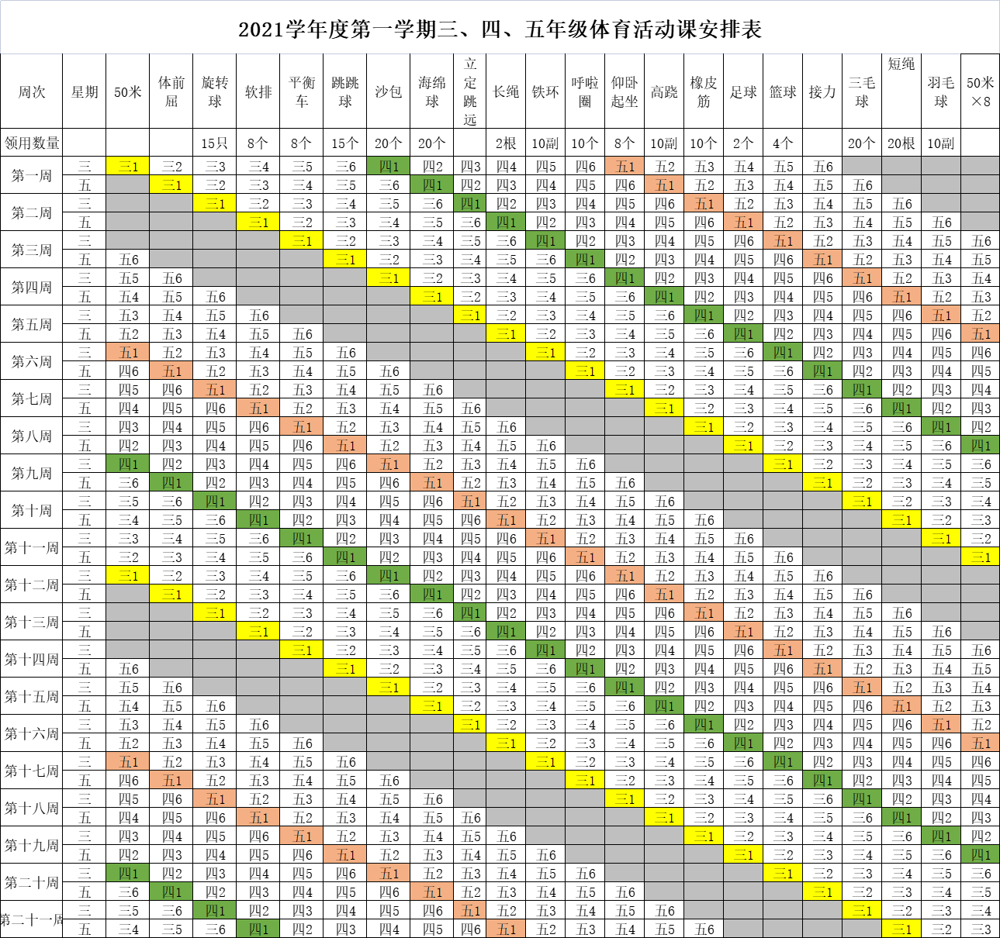 2021学年度第一学期三、四、五年级体育活动课安排表
周次 星期 50米 体前屈 旋转球 软排 平衡车 跳跳球 沙包 海绵球 立定跳远 长绳 铁环 呼啦圈 仰卧起坐 高跷 橡皮筋 足球 篮球 接力 三毛球 短绳 羽毛球 50米×8
领用数量 15只 8个 8个 15个 20个 20个 2根 10副 10个 8个 10副 10个 2个 4个 20个 20根 10副
第一周 三 三1 三2 三3 三4 三5 三6 四1 四2 四3 四4 四5 四6 五1 五2 五3 五4 五5 五6
五 三1 三2 三3 三4 三5 三6 四1 四2 四3 四4 四5 四6 五1 五2 五3 五4 五5 五6
第二周 三 三1 三2 三3 三4 三5 三6 四1 四2 四3 四4 四5 四6 五1 五2 五3 五4 五5 五6
五 三1 三2 三3 三4 三5 三6 四1 四2 四3 四4 四5 四6 五1 五2 五3 五4 五5 五6
第三周 三 三1 三2 三3 三4 三5 三6 四1 四2 四3 四4 四5 四6 五1 五2 五3 五4 五5 五6
五 五6 三1 三2 三3 三4 三5 三6 四1 四2 四3 四4 四5 四6 五1 五2 五3 五4 五5
第四周 三 五5 五6 三1 三2 三3 三4 三5 三6 四1 四2 四3 四4 四5 四6 五1 五2 五3 五4
五 五4 五5 五6 三1 三2 三3 三4 三5 三6 四1 四2 四3 四4 四5 四6 五1 五2 五3
第五周 三 五3 五4 五5 五6 三1 三2 三3 三4 三5 三6 四1 四2 四3 四4 四5 四6 五1 五2
五 五2 五3 五4 五5 五6 三1 三2 三3 三4 三5 三6 四1 四2 四3 四4 四5 四6 五1
第六周 三 五1 五2 五3 五4 五5 五6 三1 三2 三3 三4 三5 三6 四1 四2 四3 四4 四5 四6
五 四6 五1 五2 五3 五4 五5 五6 三1 三2 三3 三4 三5 三6 四1 四2 四3 四4 四5
第七周 三 四5 四6 五1 五2 五3 五4 五5 五6 三1 三2 三3 三4 三5 三6 四1 四2 四3 四4
五 四4 四5 四6 五1 五2 五3 五4 五5 五6 三1 三2 三3 三4 三5 三6 四1 四2 四3
第八周 三 四3 四4 四5 四6 五1 五2 五3 五4 五5 五6 三1 三2 三3 三4 三5 三6 四1 四2
五 四2 四3 四4 四5 四6 五1 五2 五3 五4 五5 五6 三1 三2 三3 三4 三5 三6 四1
第九周 三 四1 四2 四3 四4 四5 四6 五1 五2 五3 五4 五5 五6 三1 三2 三3 三4 三5 三6
五 三6 四1 四2 四3 四4 四5 四6 五1 五2 五3 五4 五5 五6 三1 三2 三3 三4 三5
第十周 三 三5 三6 四1 四2 四3 四4 四5 四6 五1 五2 五3 五4 五5 五6 三1 三2 三3 三4
五 三4 三5 三6 四1 四2 四3 四4 四5 四6 五1 五2 五3 五4 五5 五6 三1 三2 三3
第十一周 三 三3 三4 三5 三6 四1 四2 四3 四4 四5 四6 五1 五2 五3 五4 五5 五6 三1 三2
五 三2 三3 三4 三5 三6 四1 四2 四3 四4 四5 四6 五1 五2 五3 五4 五5 五6 三1
第十二周 三 三1 三2 三3 三4 三5 三6 四1 四2 四3 四4 四5 四6 五1 五2 五3 五4 五5 五6
五 三1 三2 三3 三4 三5 三6 四1 四2 四3 四4 四5 四6 五1 五2 五3 五4 五5 五6
第十三周 三 三1 三2 三3 三4 三5 三6 四1 四2 四3 四4 四5 四6 五1 五2 五3 五4 五5 五6
五 三1 三2 三3 三4 三5 三6 四1 四2 四3 四4 四5 四6 五1 五2 五3 五4 五5 五6
第十四周 三 三1 三2 三3 三4 三5 三6 四1 四2 四3 四4 四5 四6 五1 五2 五3 五4 五5 五6
五 五6 三1 三2 三3 三4 三5 三6 四1 四2 四3 四4 四5 四6 五1 五2 五3 五4 五5
第十五周 三 五5 五6 三1 三2 三3 三4 三5 三6 四1 四2 四3 四4 四5 四6 五1 五2 五3 五4
五 五4 五5 五6 三1 三2 三3 三4 三5 三6 四1 四2 四3 四4 四5 四6 五1 五2 五3
第十六周 三 五3 五4 五5 五6 三1 三2 三3 三4 三5 三6 四1 四2 四3 四4 四5 四6 五1 五2
五 五2 五3 五4 五5 五6 三1 三2 三3 三4 三5 三6 四1 四2 四3 四4 四5 四6 五1
第十七周 三 五1 五2 五3 五4 五5 五6 三1 三2 三3 三4 三5 三6 四1 四2 四3 四4 四5 四6
五 四6 五1 五2 五3 五4 五5 五6 三1 三2 三3 三4 三5 三6 四1 四2 四3 四4 四5
第十八周 三 四5 四6 五1 五2 五3 五4 五5 五6 三1 三2 三3 三4 三5 三6 四1 四2 四3 四4
五 四4 四5 四6 五1 五2 五3 五4 五5 五6 三1 三2 三3 三4 三5 三6 四1 四2 四3
第十九周 三 四3 四4 四5 四6 五1 五2 五3 五4 五5 五6 三1 三2 三3 三4 三5 三6 四1 四2
五 四2 四3 四4 四5 四6 五1 五2 五3 五4 五5 五6 三1 三2 三3 三4 三5 三6 四1
第二十周 三 四1 四2 四3 四4 四5 四6 五1 五2 五3 五4 五5 五6 三1 三2 三3 三4 三5 三6
五 三6 四1 四2 四3 四4 四5 四6 五1 五2 五3 五4 五5 五6 三1 三2 三3 三4 三5
第二十一周 三 三5 三6 四1 四2 四3 四4 四5 四6 五1 五2 五3 五4 五5 五6 三1 三2 三3 三4
五 三4 三5 三6 四1 四2 四3 四4 四5 四6 五1 五2 五3 五4 五5 五6 三1 三2 三3